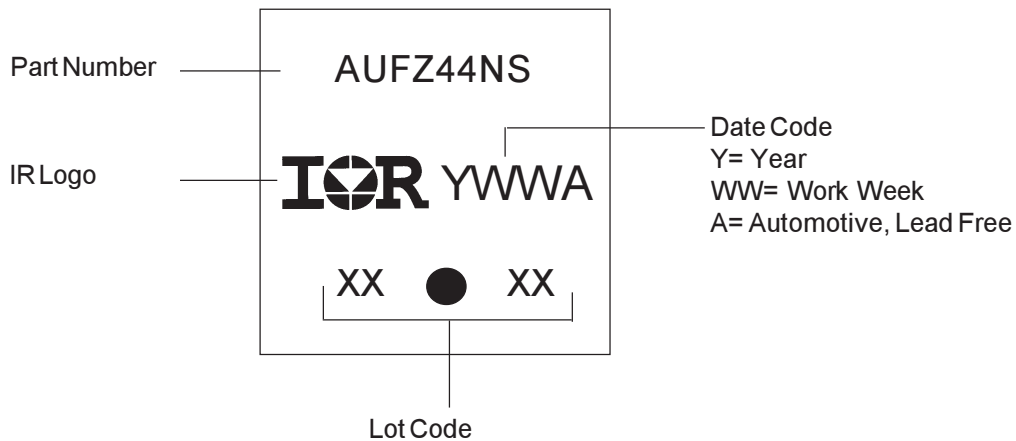 Part Number
AUFZ44NS
IR Logo
IOR YWWA
Date Code
Y= Year
WW= Work Week
A= Automotive, Lead Free
XX XX
Lot Code